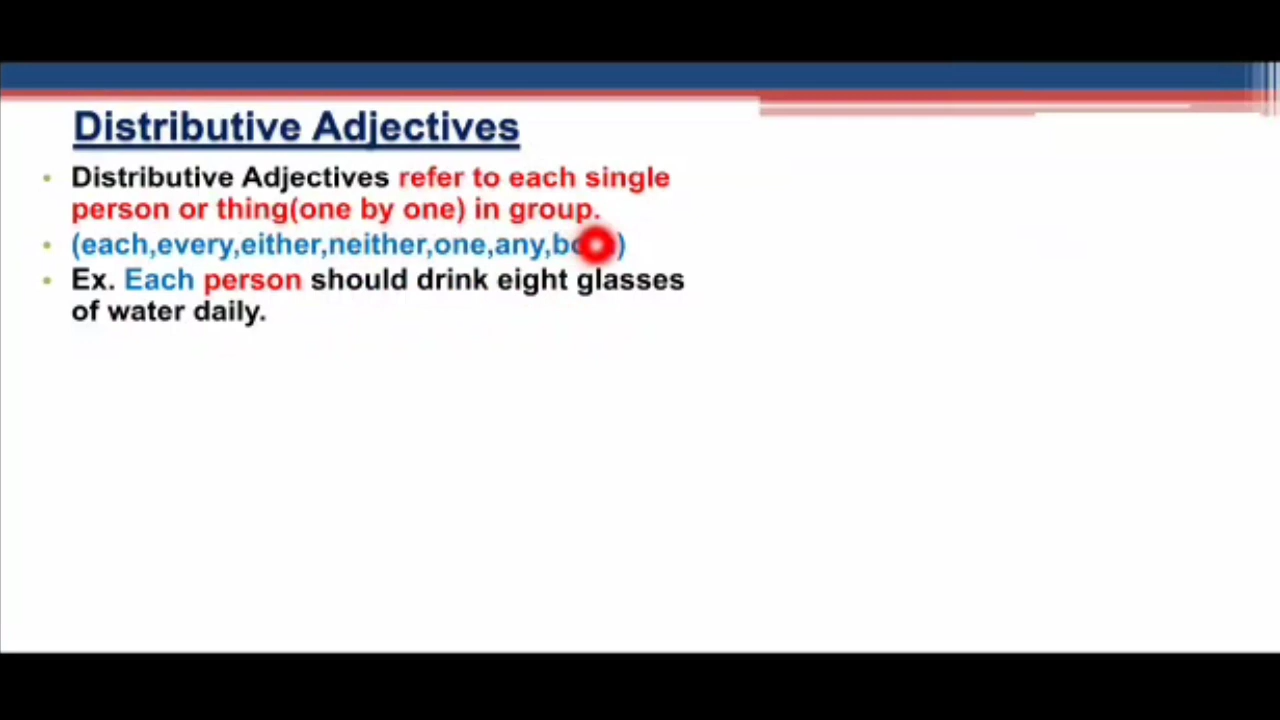 Distributive Adjectives
Distributive Adjectives refer to each single
person or thing(one by one) in group.
(each,every,either,neither,one,any, )
Ex. Each person should drink eight glasses
of water daily.